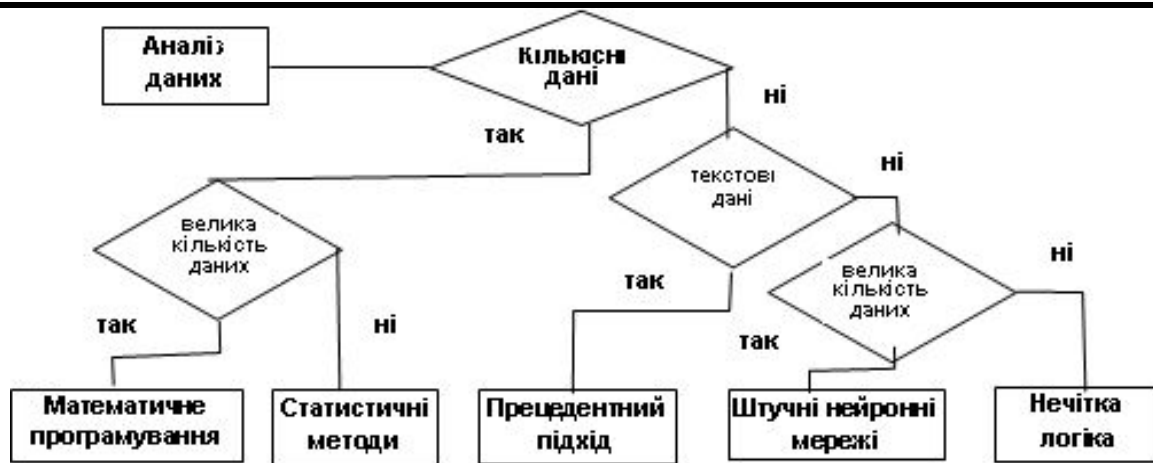 Аналіз
даних
Кількісні
дані
ні
так
текстові
дані
ні
велика
кількість
даних
так
велика
кількість
даних
ні
так
ні
так
Математичне
програмування
Статистичні
методи
Прецедентний
підхід
Штучні нейронні
мережі
Нечітка
логіка